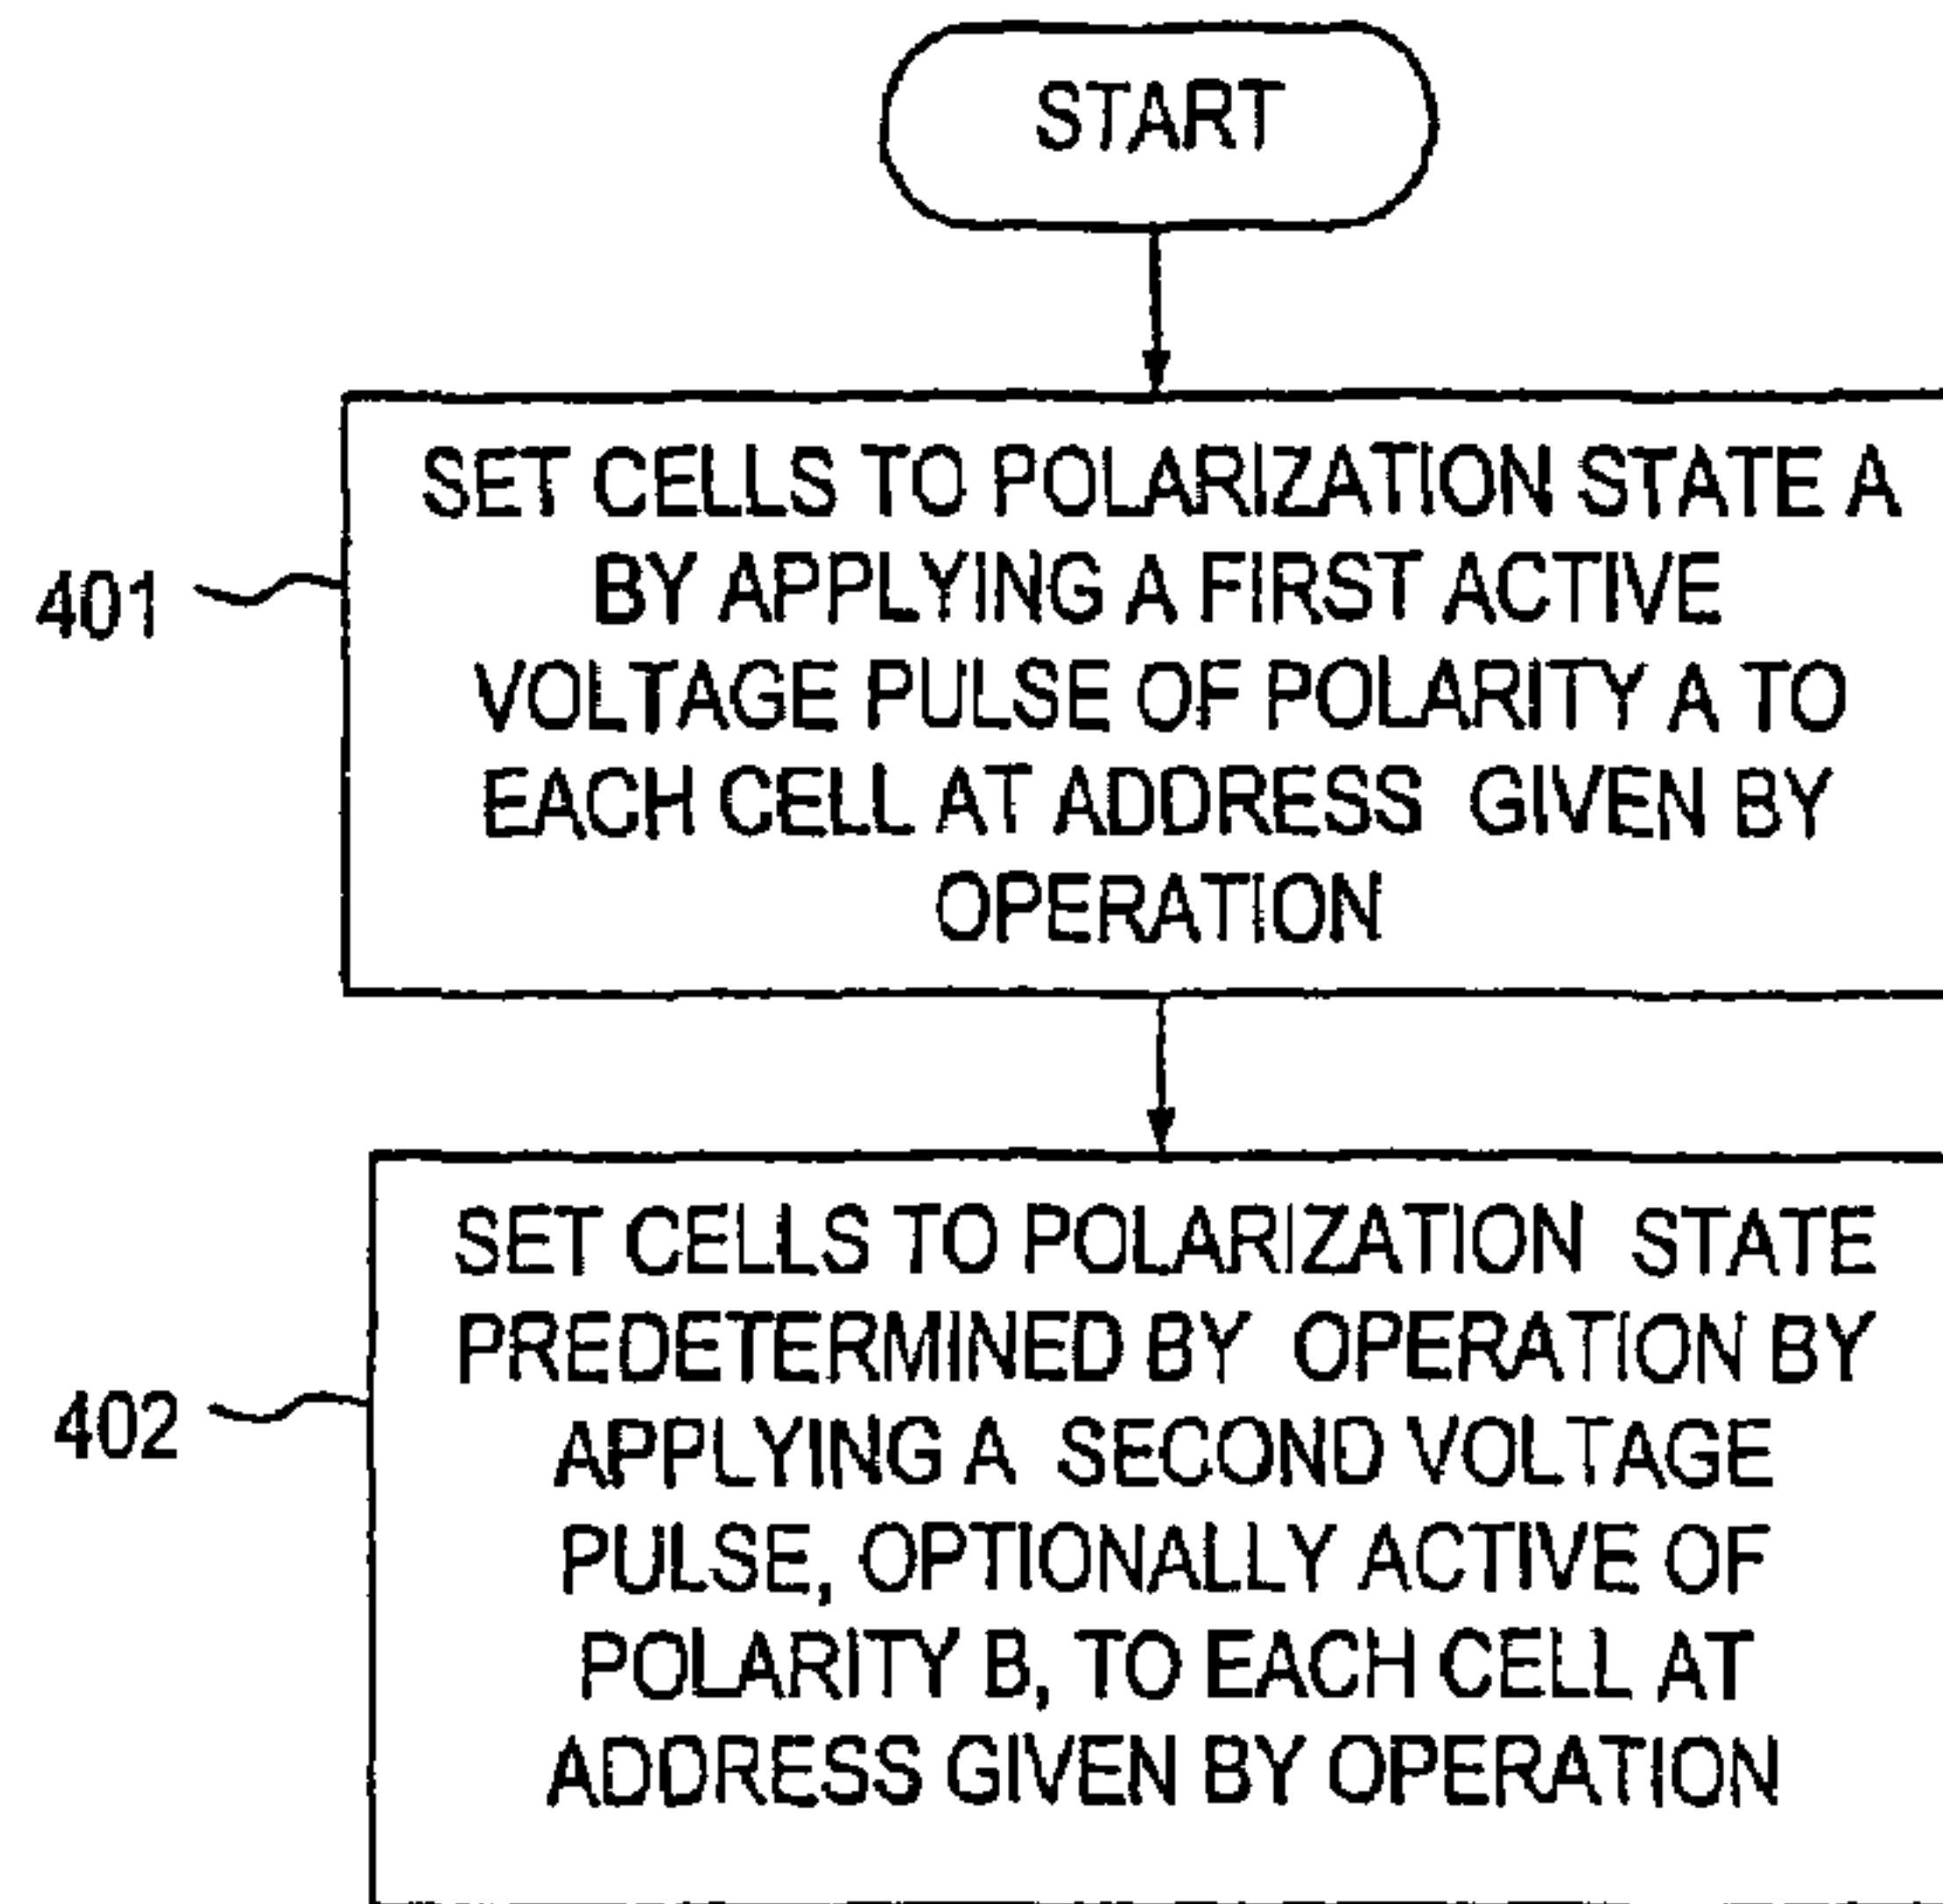 START
SET CELLS TO POLARIZATION STATE A
BY APPLYING A FIRST ACTIVE
VOLTAGE PULSE OF POLARITY A TO
EACH CELL AT ADDRESS GIVEN BY
OPERATION
401
SET CELLS TO POLARIZATION STATE
PREDETERMINED BY OPERATION BY
APPLYING A SECOND VOLTAGE
PULSE, OPTIONALLY ACTIVE OF
POLARITY B, TO EACH CELL AT
ADDRESS GIVEN BY OPERATION
402